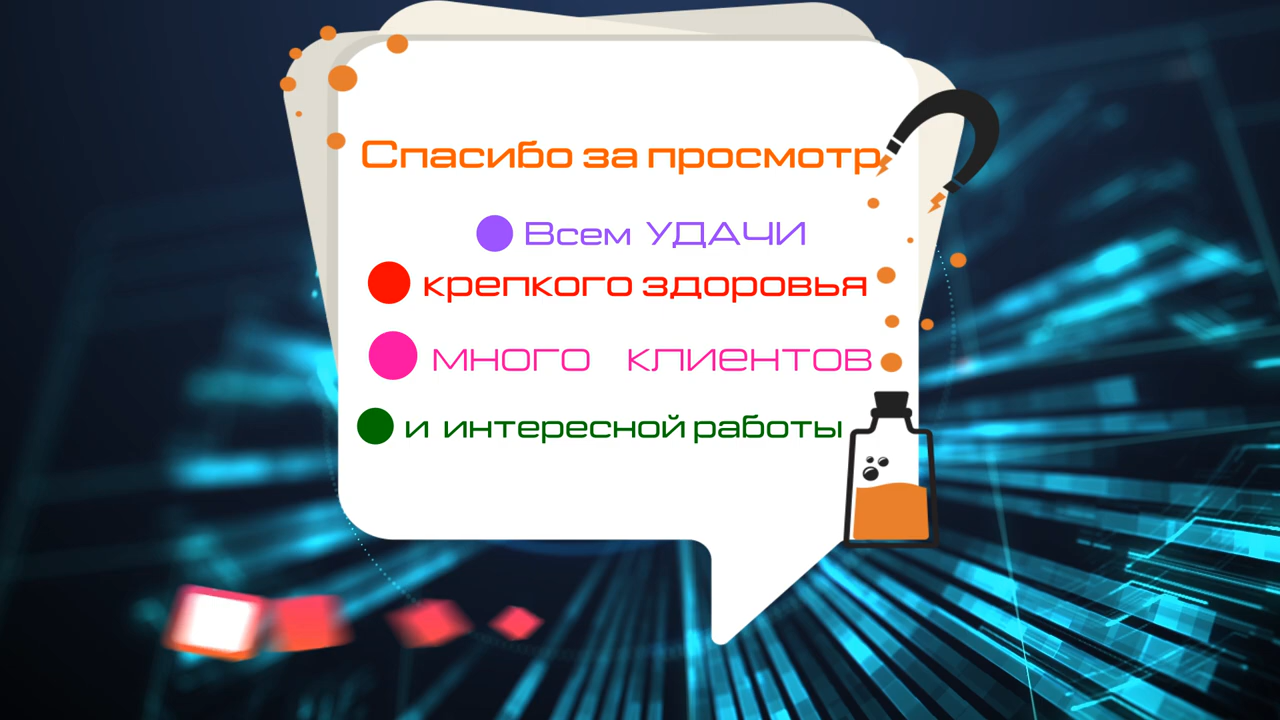 Спасибо за просмотр
Всем УДАЧИ
крепкого здоровья
много клиентов
и интересной работы